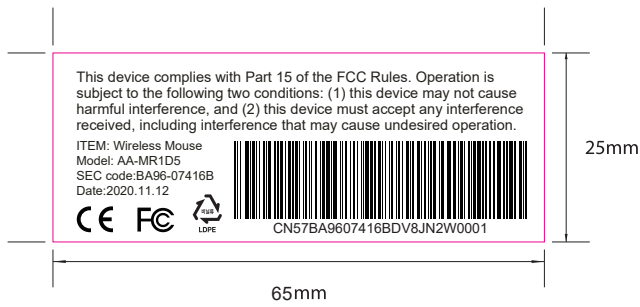 This device complies with Part 15 of the FCC Rules. Operation is
subject to the following two conditions: (1) this device may not cause
harmful interference, and (2) this device must accept any interference
received, including interference that may cause undesired operation.
ITEM: Wireless Mouse
Model: AA-MR1D5
SEC code:BA96-07416B
Date:2020.11.12
CE FC 비닐류
LDPE
CN57BA9607416BDV8JN2W0001
25mm
65mm